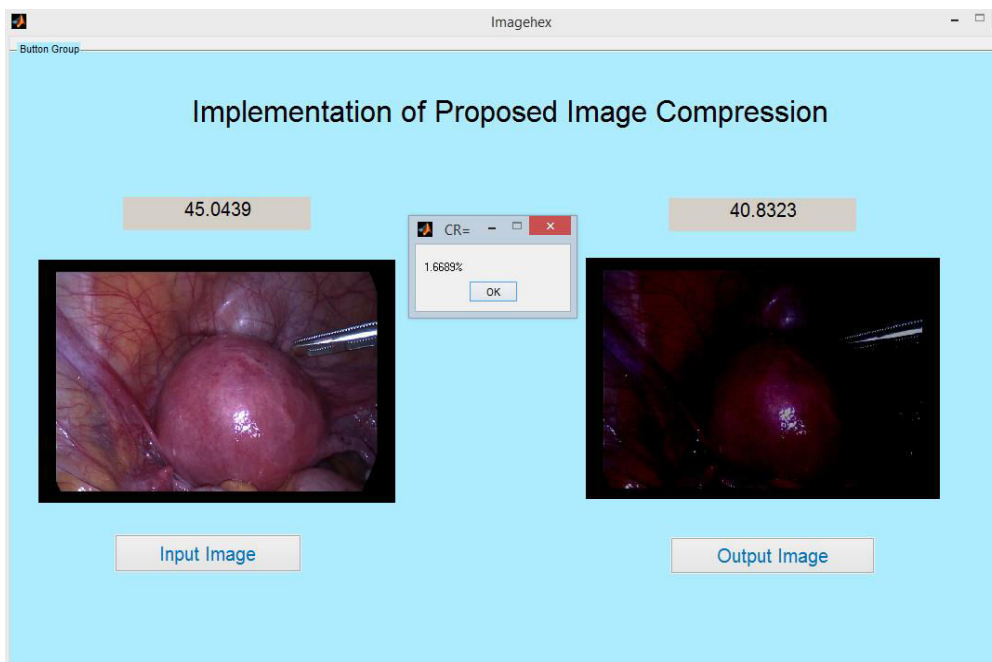 Imagehex
Button Group
Implementation of Proposed Image Compression
45.0439
40.8323
CR=
1.6689%
OK
Input Image
Output Image